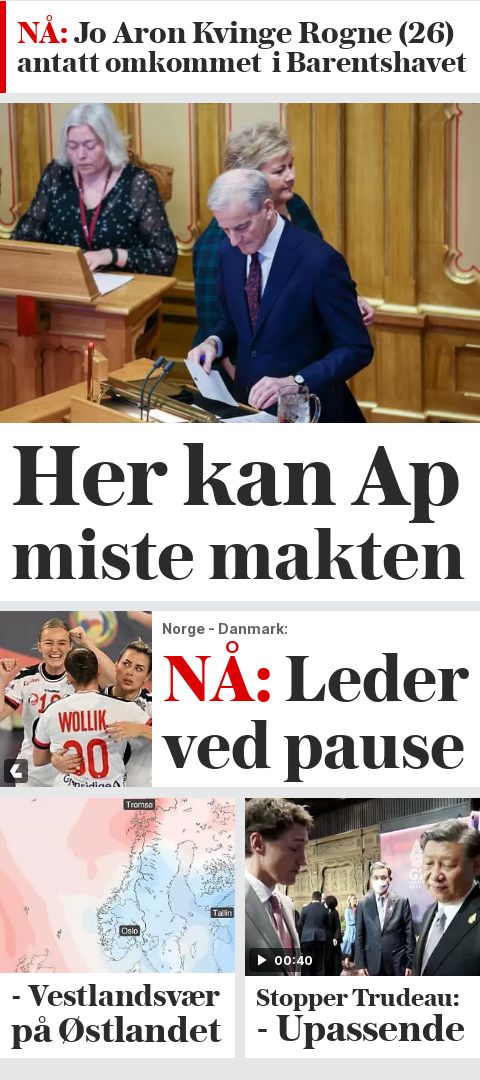 NÅ: Jo Aron Kvinge Rogne (26)
antatt omkommet i Barentshavet
Her kan Ap
miste makten
Norge - Danmark:
NÅ: Leder
ved pause
WOLLIK
90
Tromsø
Tallin
Oslo
00:40
- Vestlandsvær
på Østlandet
Stopper Trudeau:
- Upassende